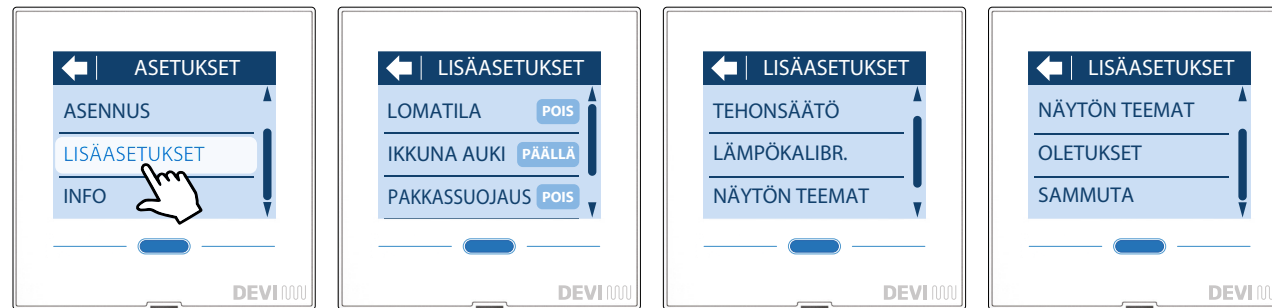 ASETUKSET
ASENNUS
LISÄASETUKSET
INFO
DEVI
LISÄASETUKSET
LOMATILA POIS
IKKUNA AUKI PÄÄLLÄ
PAKKASSUOJAUS POIS
DEVI
LISÄASETUKSET
TEHONSÄÄTÖ
LÄMPÖKALIBR.
NÄYTÖN TEEMAT
DEVI
LISÄASETUKSET
NÄYTÖN TEEMAT
OLETUKSET
SAMMUTA
DEVI